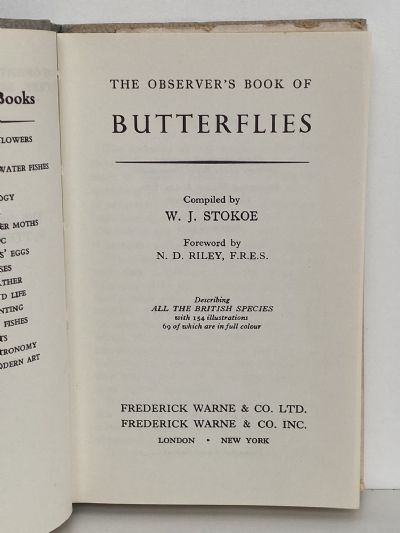 Books
LOWERS
WATER FISHES
OGY
ER MOTHS
S' EGGS
SES
THER
D LIFE
NTING
FISHES
TS
TRONOMY
ODERN ART
THE OBSERVER'S BOOK OF
BUTTERFLIES
Compiled by
W. J. STOKOE
Foreword by
N. D. RILEY, F.R.E.S.
Describing
ALL THE BRITISH SPECIES
with 154 illustrations
69 of which are in full colour
FREDERICK WARNE & CO. LTD.
FREDERICK WARNE & CO. INC.
LONDON • NEW YORK